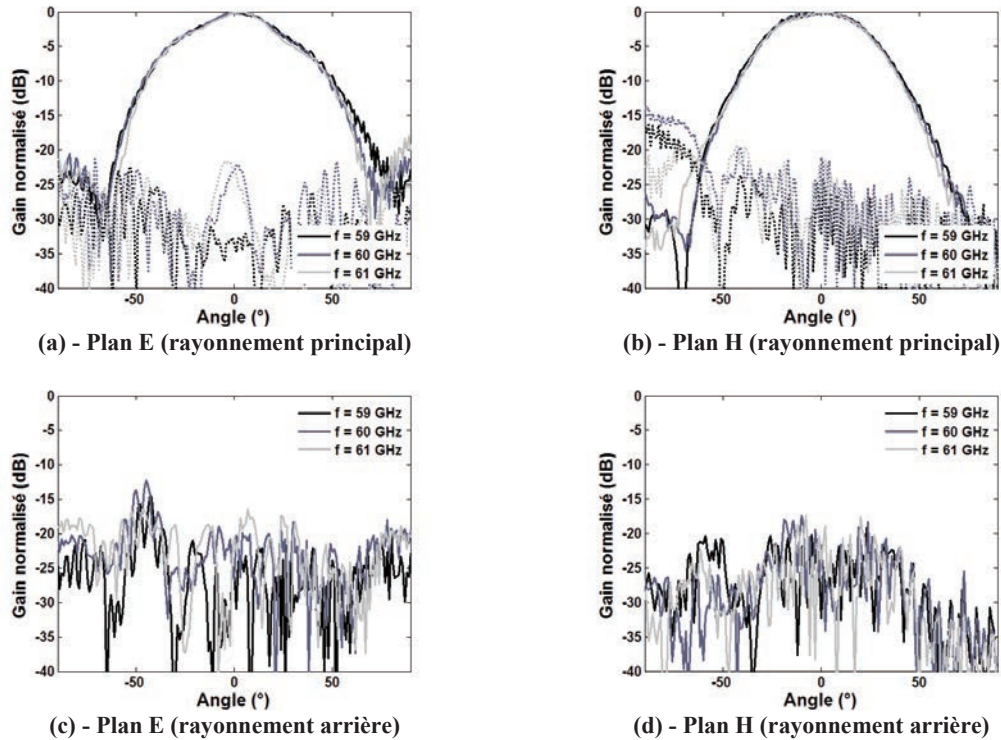 Gain normalisé (dB)
0
-5
-10
-15
-20
-25
-30
-35
-40
f = 59 GHz
f = 60 GHz
f = 61 GHz
-50 0 50
Angle (°)
(a) - Plan E (rayonnement principal)
Gain normalisé (dB)
0
-5
-10
-15
-20
-25
-30
-35
-40
f = 59 GHz
f = 60 GHz
f = 61 GHz
-50 0 50
Angle (°)
(b) - Plan H (rayonnement principal)
Gain normalisé (dB)
0
-5
-10
-15
-20
-25
-30
-35
-40
f = 59 GHz
f = 60 GHz
f = 61 GHz
-50 0 50
Angle (°)
(c) - Plan E (rayonnement arrière)
Gain normalisé (dB)
0
-5
-10
-15
-20
-25
-30
-35
-40
f = 59 GHz
f = 60 GHz
f = 61 GHz
-50 0 50
Angle (°)
(d) - Plan H (rayonnement arrière)